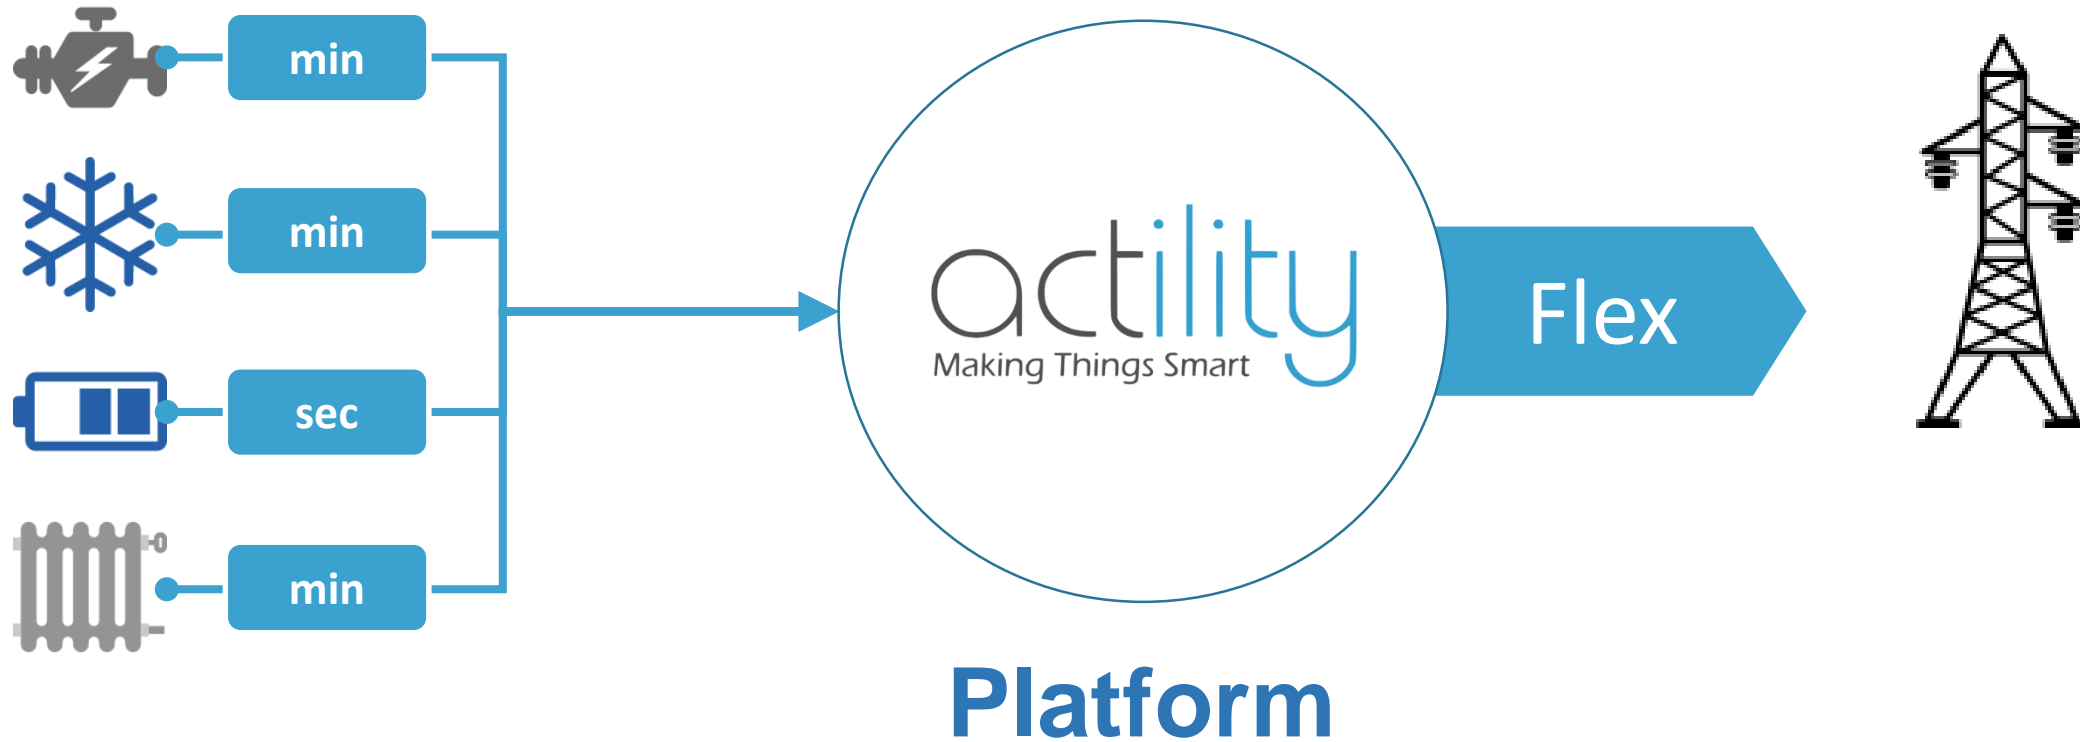 min
min
sec
min
actility
Making Things Smart
Flex
Platform